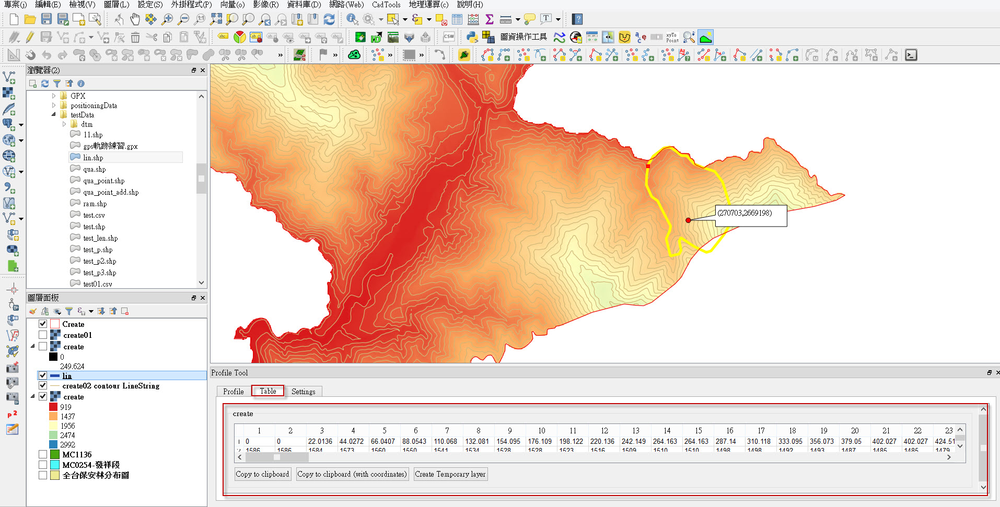 專案(j) 編輯(E) 檢視(V) 圖層(L) 設定(S) 外掛程式(P) 向量(o) 影像(R) 資料庫(D) 網路(Web) CadTools 地理運算(c) 說明(H)
圖資操作工具
xyTo
Point
CSW
瀏覽器(2)
GPX
positioningData
testData
dtm
11.shp
gps軌跡練習.gpx
lin.shp
qua.shp
qua_point.shp
qua_point_add.shp
ram.shp
test.csv
test.shp
test_len.shp
test_p.shp
test_p2.shp
test_p3.shp
test01.csv
圖層面板
Create
create01
create
0
249.624
lin
create02 contour LineString
create
919
1437
1956
2474
2992
MC1136
MC0254-發祥段
全台保安林分布圖
(270703,2669198)
Profile Tool
Profile Table Settings
create
1 2 3 4 5 6 7 8 9 10 11 12 13 14 15 16 17 18 19 20 21 22 23
1 0 0 22.0136 44.0272 66.0407 88.0543 110.068 132.081 154.095 176.109 198.122 220.136 242.149 264.163 264.163 287.14 310.118 333.095 356.073 379.05 402.027 402.027 424.51
2 1586 1586 1584 1573 1560 1550 1541 1534 1528 1528 1523 1516 1509 1510 1510 1498 1498 1492 1493 1487 1485 1485 1479
Copy to clipboard Copy to clipboard (with coordinates) Create Temporary layer